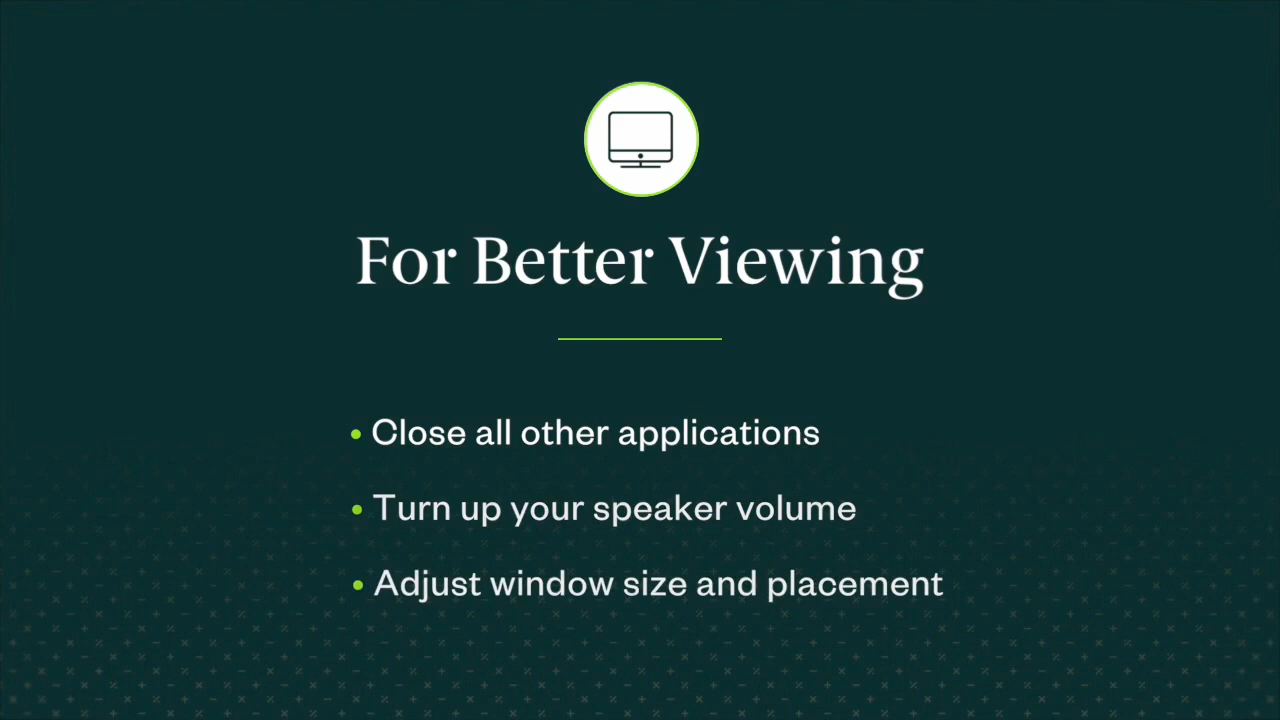 For Better Viewing
• Close all other applications
• Turn up your speaker volume
• Adjust window size and placement